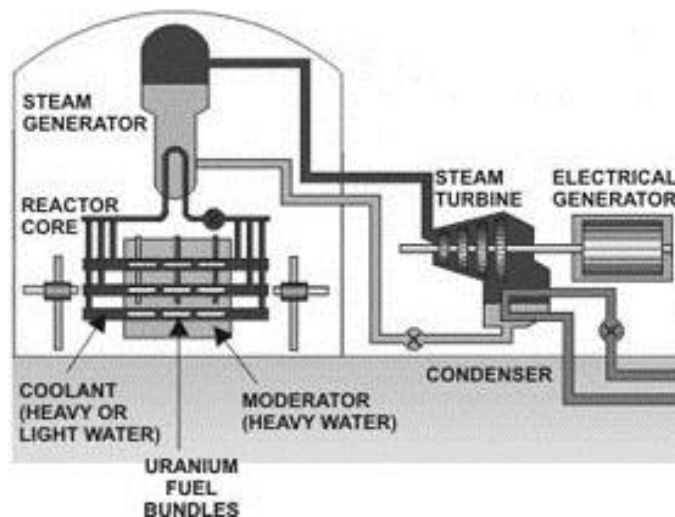 STEAM
GENERATOR
REACTOR
CORE
STEAM
TURBINE
ELECTRICAL
GENERATOR
CONDENSER
COOLANT
(HEAVY OR
LIGHT WATER)
MODERATOR
(HEAVY WATER)
URANIUM
FUEL
BUNDLES